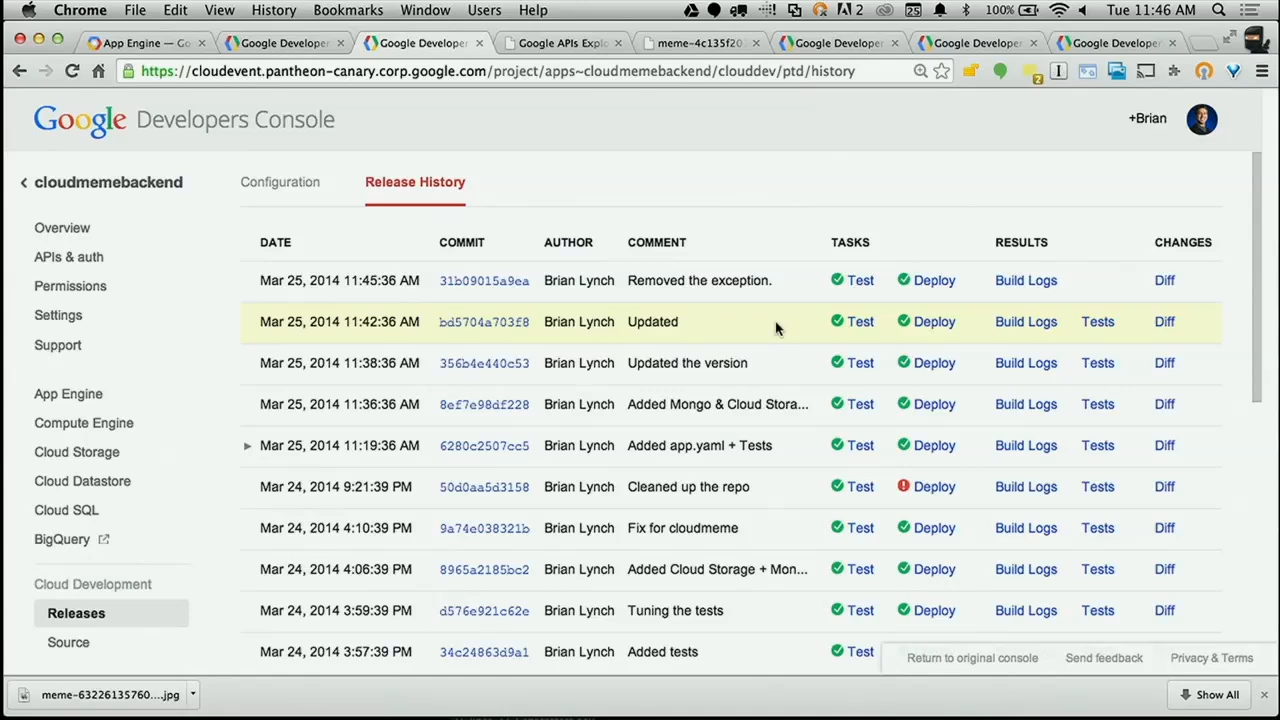 Chrome File Edit View History Bookmarks Window Users Help 2 25 100% Tue 11:46 AM
App Engine — Go × Google Developer × Google Developer × GoogleAPIs Explo × meme-4c135f20 × Google Developer × Google Developer × Google Developer ×
https://cloudevent.pantheon-canary.corp.google.com/project/apps~cloudmemebackend/clouddev/ptd/history 2
Google Developers Console +Brian
cloudmemebackend
Configuration Release History
Overview
APIs & auth
Permissions
Settings
Support
App Engine
Compute Engine
Cloud Storage
Cloud Datastore
Cloud SQL
BigQuery
Cloud Development
Releases
Source
DATE COMMIT AUTHOR COMMENT TASKS RESULTS CHANGES
Mar 25, 2014 11:45:36 AM 31b09015a9ea Brian Lynch Removed the exception. Test Deploy Build Logs Diff
Mar 25, 2014 11:42:36 AM bd5704a703f8 Brian Lynch Updated Test Deploy Build Logs Tests Diff
Mar 25, 2014 11:38:36 AM 356b4e440c53 Brian Lynch Updated the version Test Deploy Build Logs Tests Diff
Mar 25, 2014 11:36:36 AM 8ef7e98df228 Brian Lynch Added Mongo & Cloud Stora... Test Deploy Build Logs Tests Diff
Mar 25, 2014 11:19:36 AM 6280c2507cc5 Brian Lynch Added app.yaml + Tests Test Deploy Build Logs Tests Diff
Mar 24, 2014 9:21:39 PM 50d0aa5d3158 Brian Lynch Cleaned up the repo Test Deploy Build Logs Tests Diff
Mar 24, 2014 4:10:39 PM 9a74e038321b Brian Lynch Fix for cloudmeme Test Deploy Build Logs Tests Diff
Mar 24, 2014 4:06:39 PM 8965a2185bc2 Brian Lynch Added Cloud Storage + Mon... Test Deploy Build Logs Tests Diff
Mar 24, 2014 3:59:39 PM d576e921c62e Brian Lynch Tuning the tests Test Deploy Build Logs Tests Diff
Mar 24, 2014 3:57:39 PM 34c24863d9a1 Brian Lynch Added tests Test
Return to original console Send feedback Privacy & Terms
meme-63226135760....jpg Show All